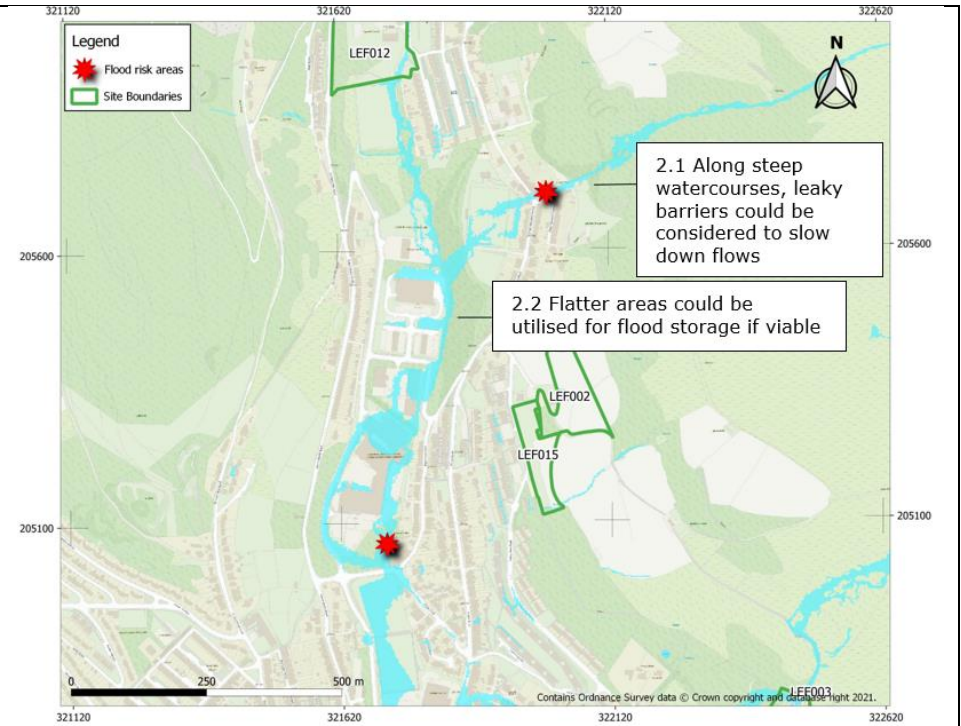 321120
321620
322120
322620
Legend
Flood risk areas
Site Boundaries
LEF012
N
2.1 Along steep
watercourses, leaky
barriers could be
considered to slow
down flows
205600
205600
2.2 Flatter areas could be
utilised for flood storage if viable
LEF002
LEF015
205100
205100
0
250
500 m
Contains Ordnance Survey data © Crown copyright and database right 2021.
LEF003
321120
321620
322120
322620